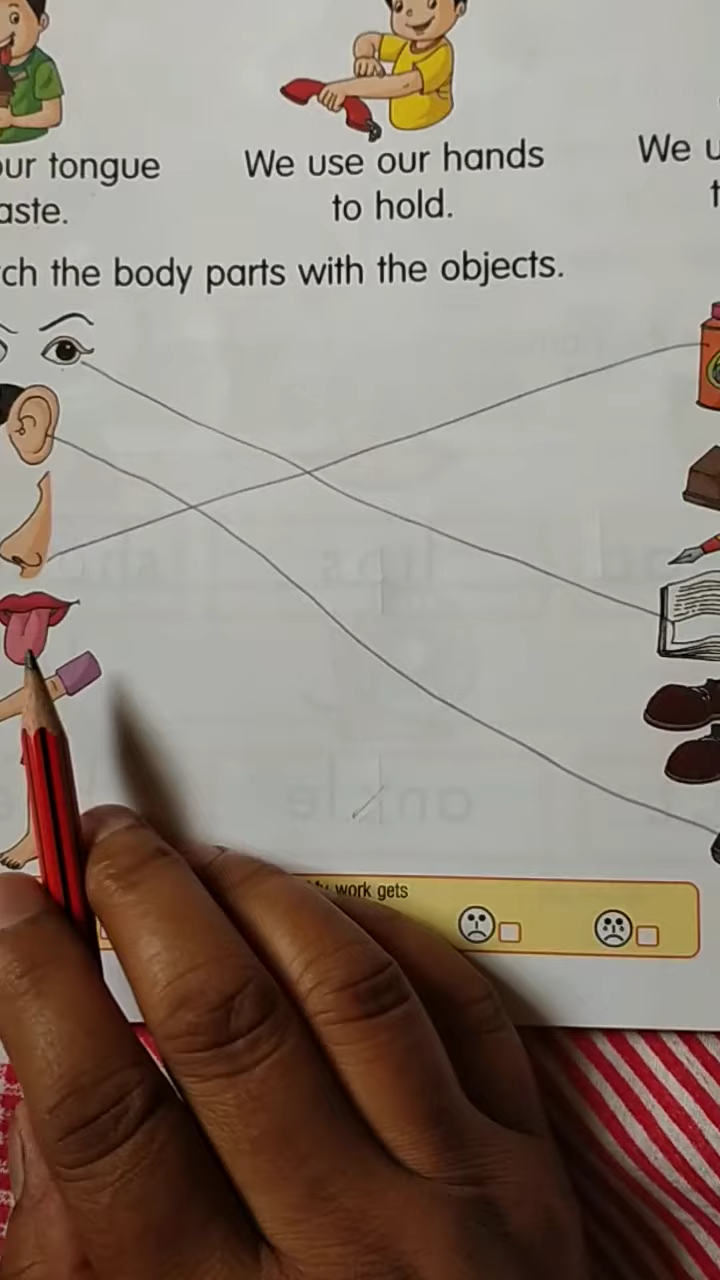 our tongue
aste.
We use our hands
to hold.
We u
t
ch the body parts with the objects.
My work gets